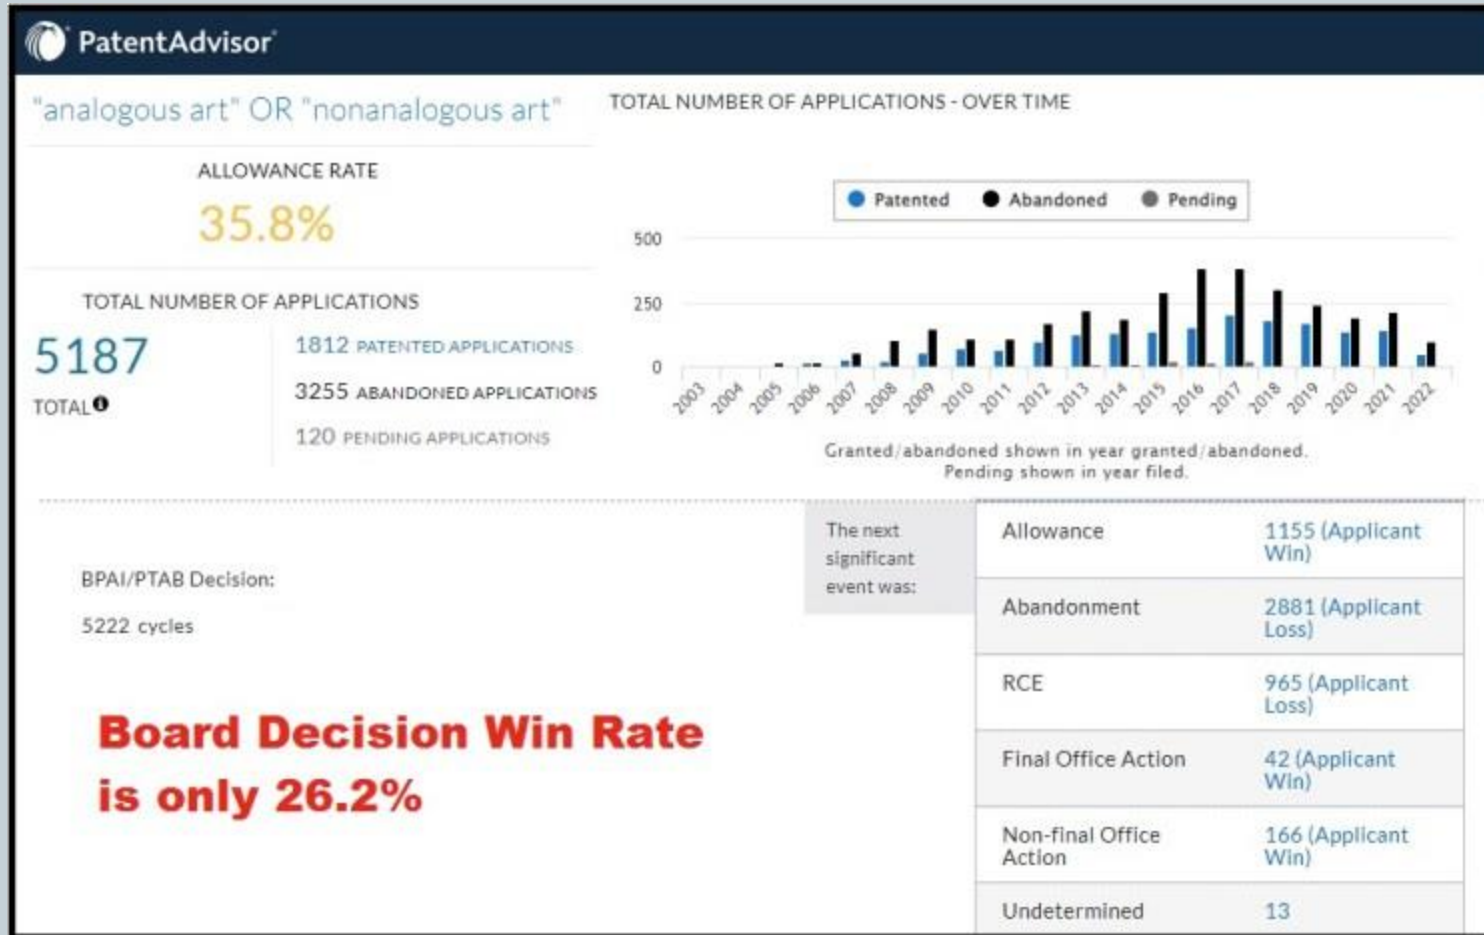 PatentAdvisor
"analogous art" OR "nonanalogous art"
ALLOWANCE RATE
35.8%
TOTAL NUMBER OF APPLICATIONS
5187
TOTAL
1812 PATENTED APPLICATIONS
3255 ABANDONED APPLICATIONS
120 PENDING APPLICATIONS
TOTAL NUMBER OF APPLICATIONS - OVER TIME
Patented Abandoned Pending
500
250
0
2003 2004 2005 2006 2007 2008 2009 2010 2011 2012 2013 2014 2015 2016 2017 2018 2019 2020 2021 2022
Granted/abandoned shown in year granted/abandoned.
Pending shown in year filed.
BPAI/PTAB Decision:
5222 cycles
Board Decision Win Rate
is only 26.2%
The next
significant
event was:
Allowance 1155 (Applicant
Win)
Abandonment 2881 (Applicant
Loss)
RCE 965 (Applicant
Loss)
Final Office Action 42 (Applicant
Win)
Non-final Office 166 (Applicant
Action Win)
Undetermined 13